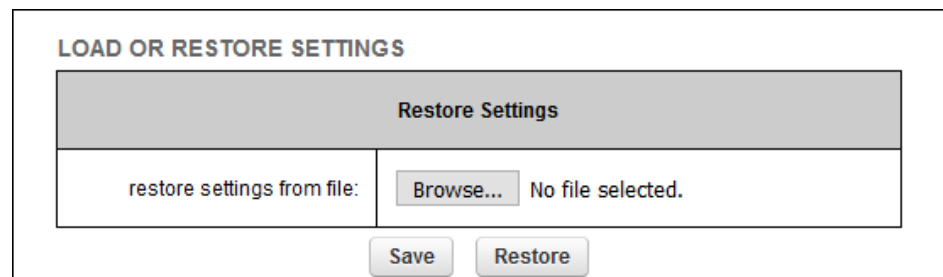 LOAD OR RESTORE SETTINGS
Restore Settings
restore settings from file: Browse... No file selected.
Save Restore